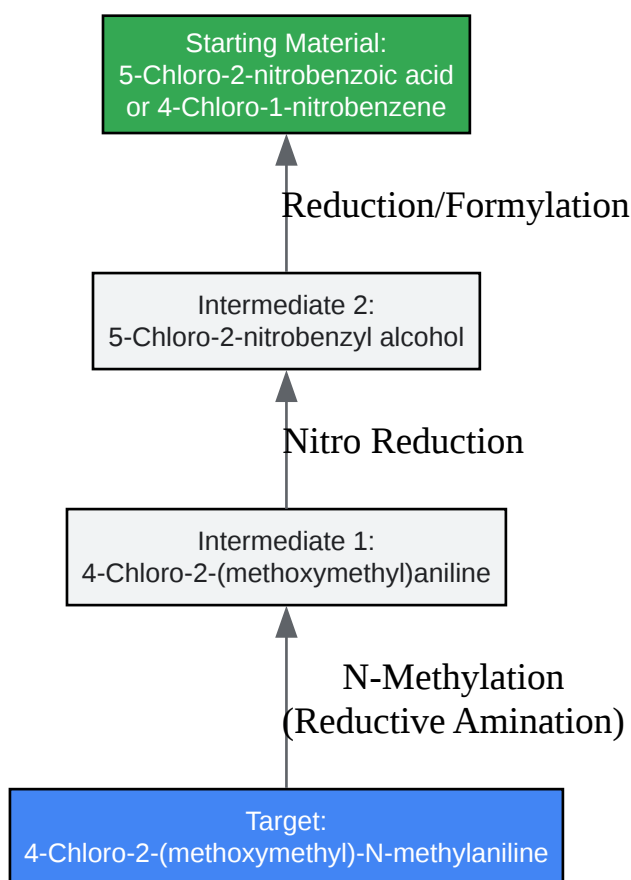 Starting Material:
5-Chloro-2-nitrobenzoic acid
or 4-Chloro-1-nitrobenzene
Reduction/Formylation
Intermediate 2:
5-Chloro-2-nitrobenzyl alcohol
Nitro Reduction
Intermediate 1:
4-Chloro-2-(methoxymethyl)aniline
N-Methylation
(Reductive Amination)
Target:
4-Chloro-2-(methoxymethyl)-N-methylaniline